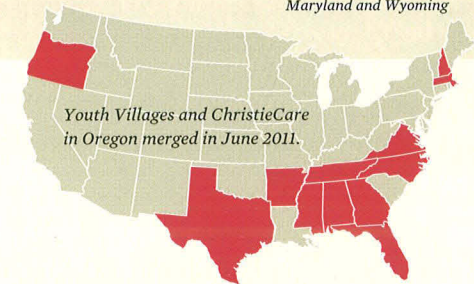 Maryland and Wyoming
Youth Villages and ChristieCare
in Oregon merged in June 2011.